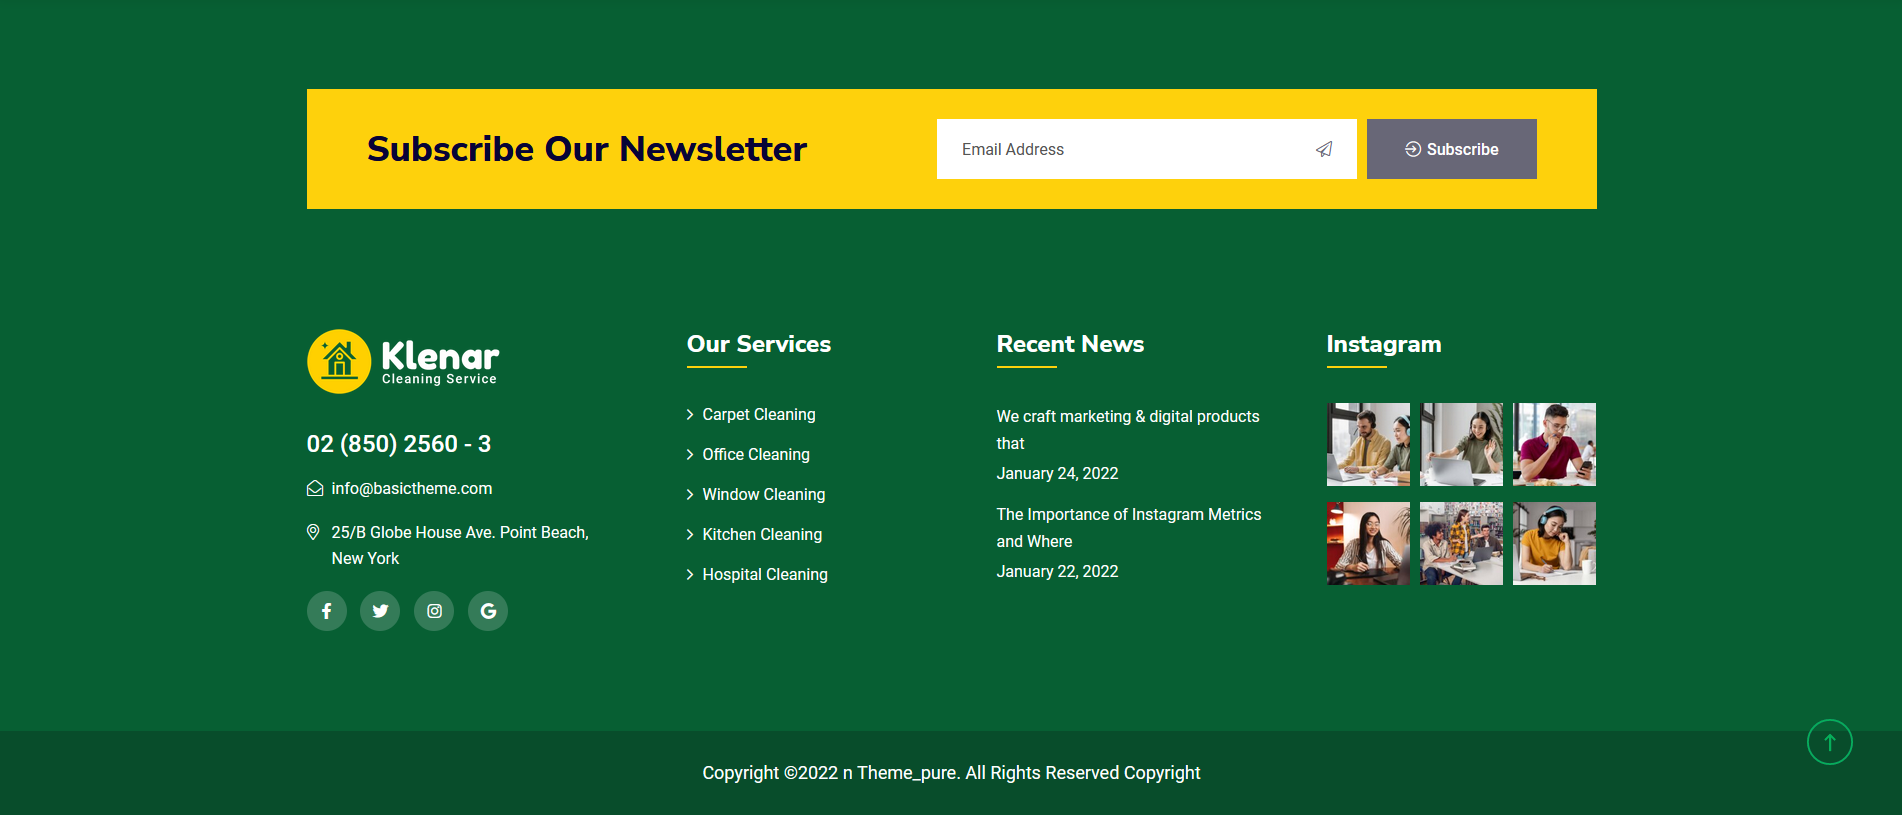 Subscribe Our Newsletter
Email Address
Subscribe
Klenar
Cleaning Service
02 (850) 2560 - 3
info@basictheme.com
25/B Globe House Ave. Point Beach,
New York
Our Services
Carpet Cleaning
Office Cleaning
Window Cleaning
Kitchen Cleaning
Hospital Cleaning
Recent News
We craft marketing & digital products
that
January 24, 2022
The Importance of Instagram Metrics
and Where
January 22, 2022
Instagram
Copyright ©2022 n Theme_pure. All Rights Reserved Copyright